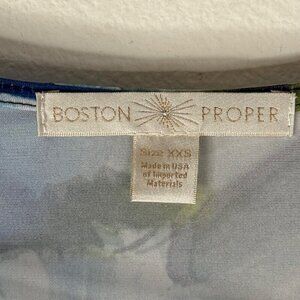 BOSTON PROPER
Size XXS
Made in USA
of Imported
Materials